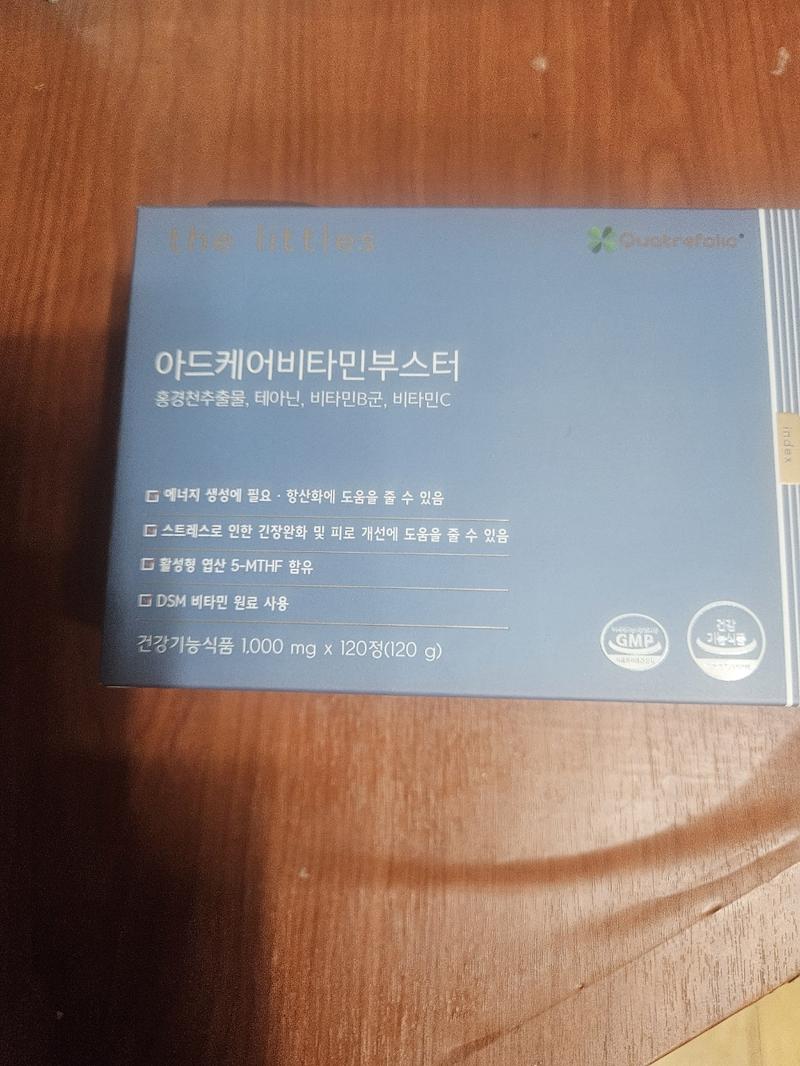 the littles
Quatrefolic®
아드케어비타민부스터
홍경천추출물, 테아닌, 비타민B군, 비타민C
에너지 생성에 필요 · 항산화에 도움을 줄 수 있음
스트레스로 인한 긴장완화 및 피로 개선에 도움을 줄 수 있음
활성형 엽산 5-MTHF 함유
DSM 비타민 원료 사용
건강기능식품 1,000 mg x 120정(120 g)
GMP
건강
기능식품
index